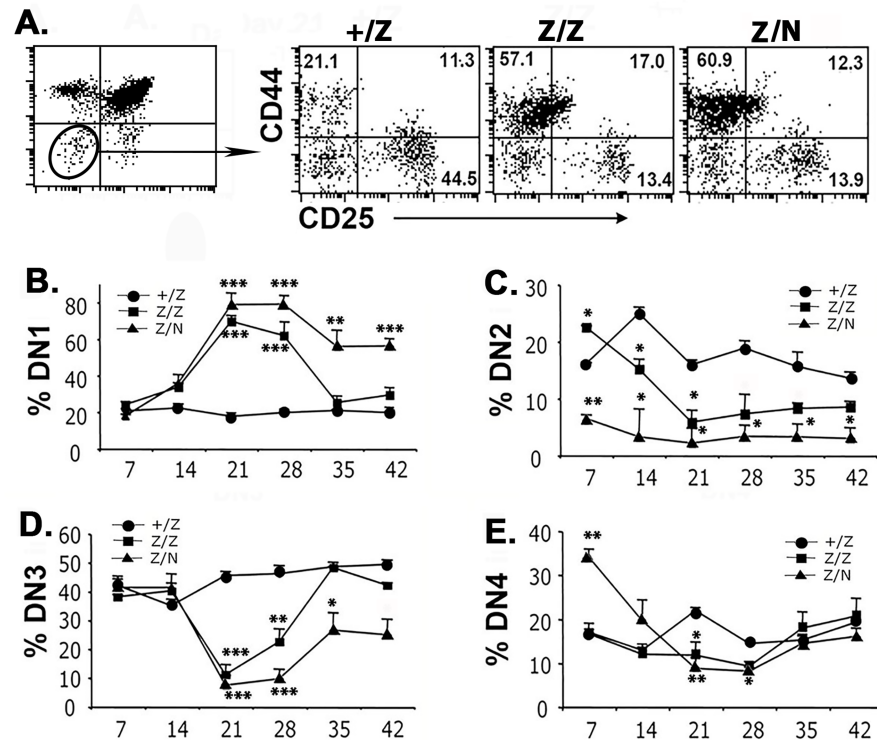 A.
+/Z
Z/Z
Z/N
CD44
21.1
11.3
44.5
57.1
17.0
13.4
60.9
12.3
13.9
CD25
B.
+/Z
Z/Z
Z/N
% DN1
80
60
40
20
0
***
***
**
***
***
***
7 14 21 28 35 42
C.
+/Z
Z/Z
Z/N
% DN2
30
20
10
0
*
*
*
**
*
*
*
*
*
7 14 21 28 35 42
D.
+/Z
Z/Z
Z/N
% DN3
60
50
40
30
20
10
0
***
**
*
***
***
7 14 21 28 35 42
E.
+/Z
Z/Z
Z/N
% DN4
40
30
20
10
0
**
*
**
*
7 14 21 28 35 42